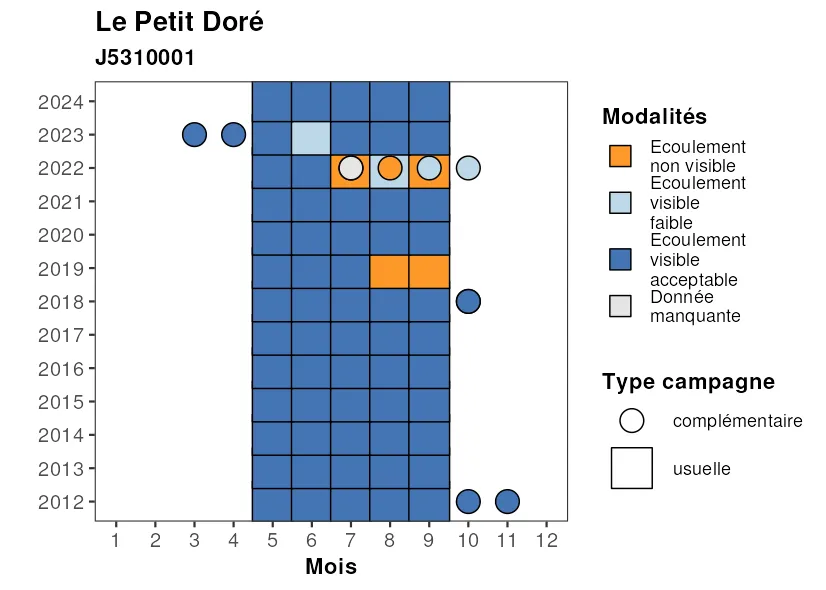 Le Petit Doré
J5310001
2024
2023
2022
2021
2020
2019
2018
2017
2016
2015
2014
2013
2012
1 2 3 4 5 6 7 8 9 10 11 12
Mois
Modalités
Ecoulement
non visible
Ecoulement
visible
faible
Ecoulement
visible
acceptable
Donnée
manquante
Type campagne
complémentaire
usuelle